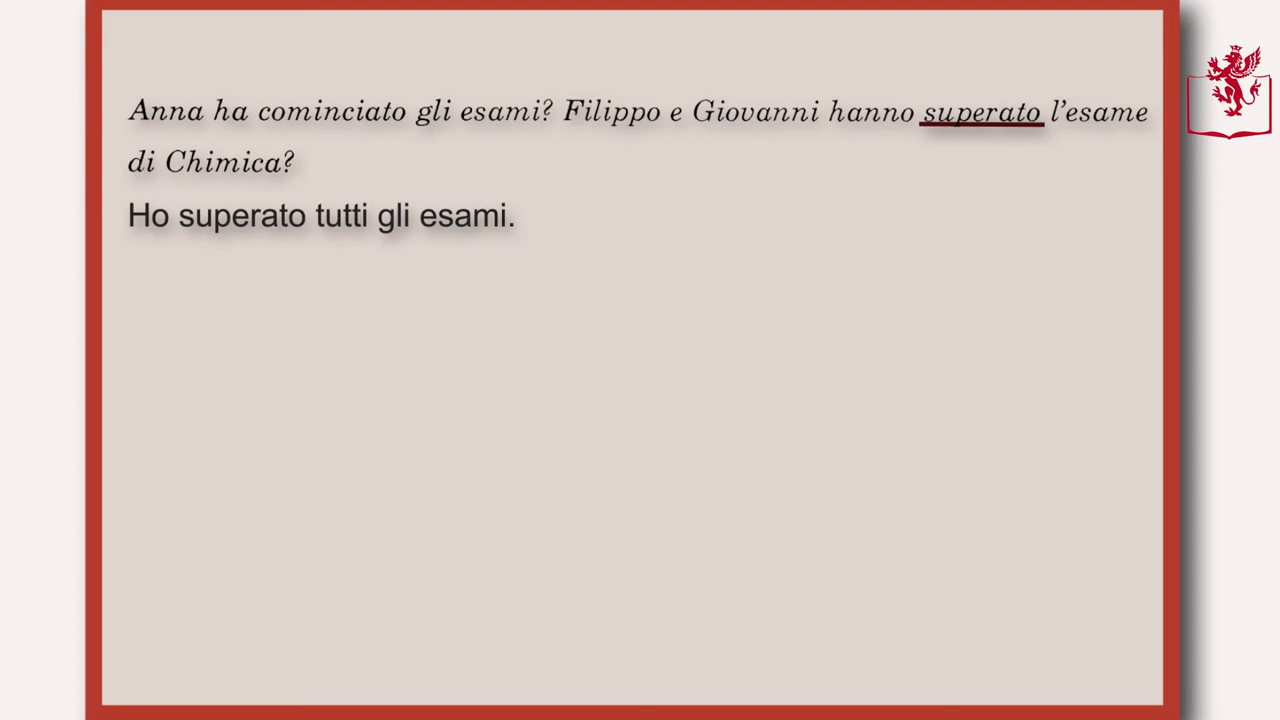 Anna ha cominciato gli esami? Filippo e Giovanni hanno superato l’esame
di Chimica?
Ho superato tutti gli esami.